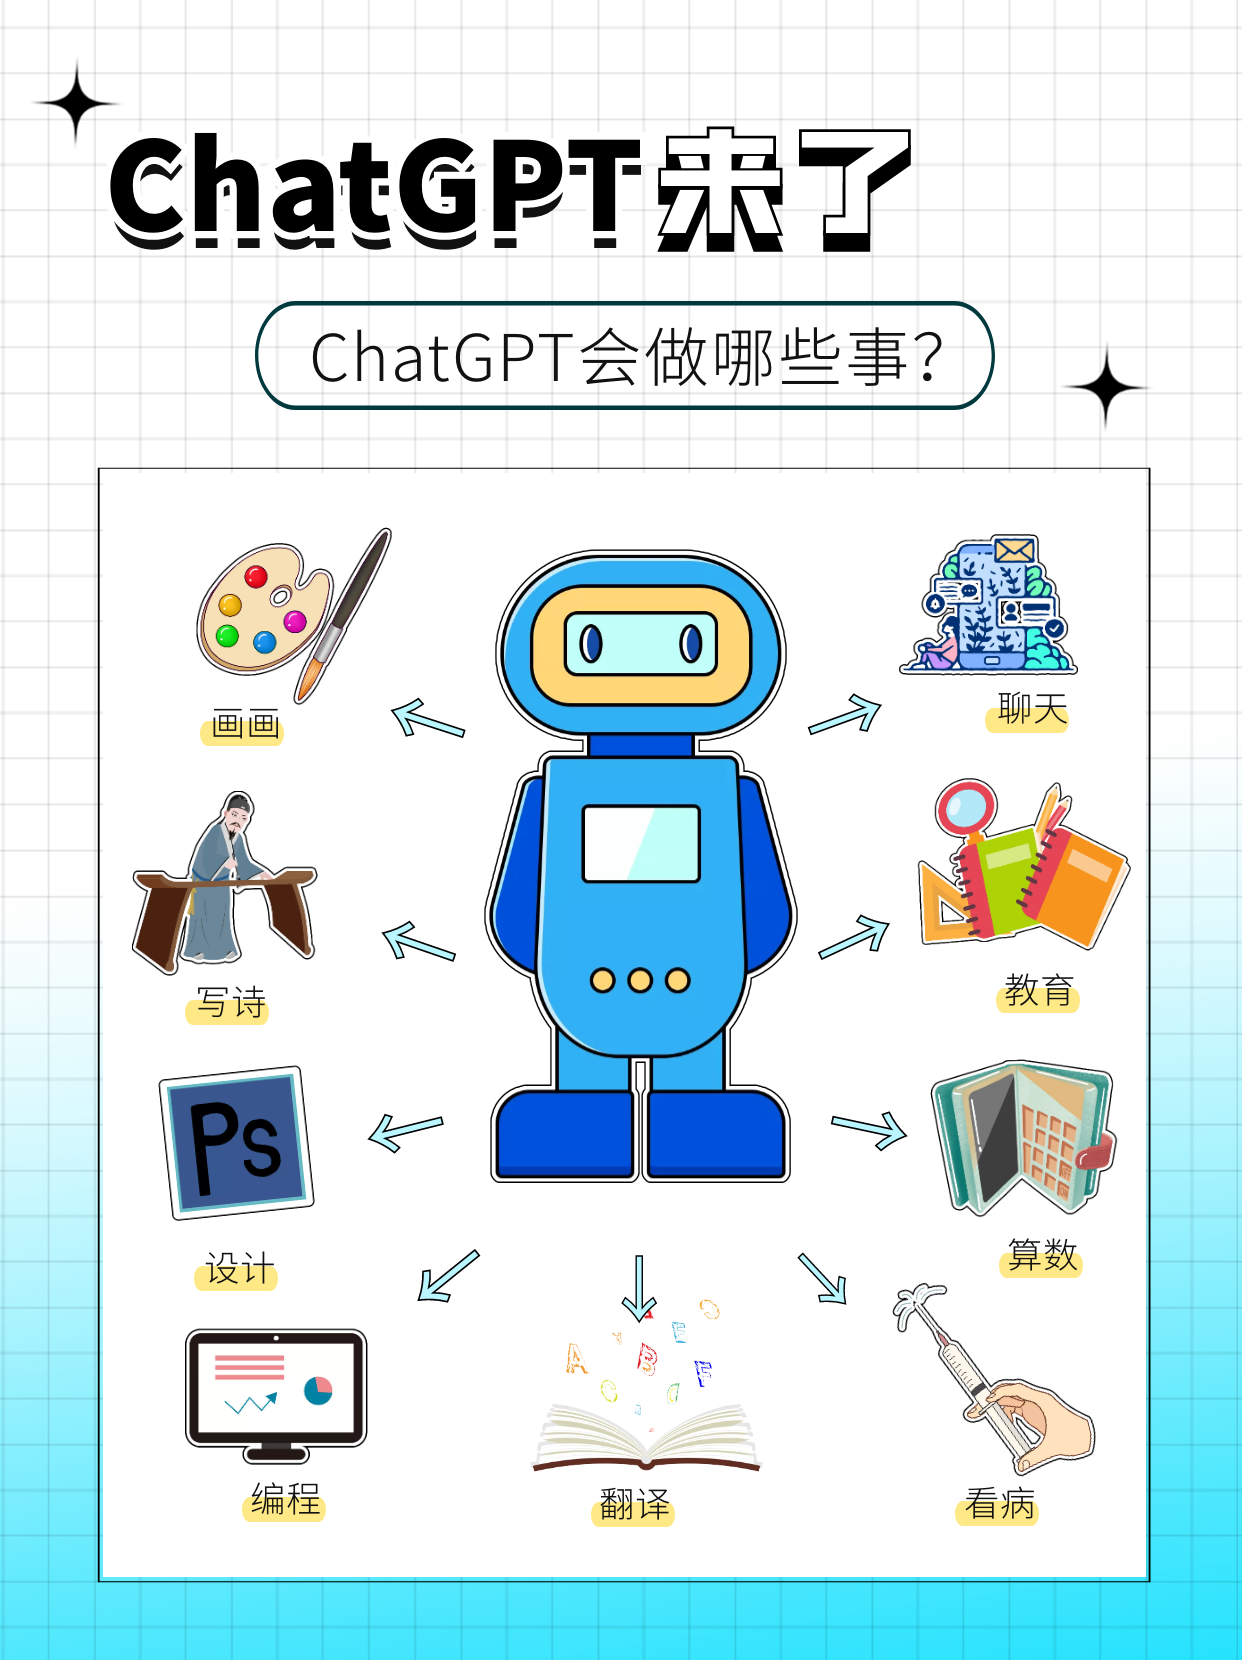 ChatGPT来了
ChatGPT会做哪些事？
画画
聊天
写诗
教育
Ps
设计
算数
A B C D E F
编程
翻译
看病